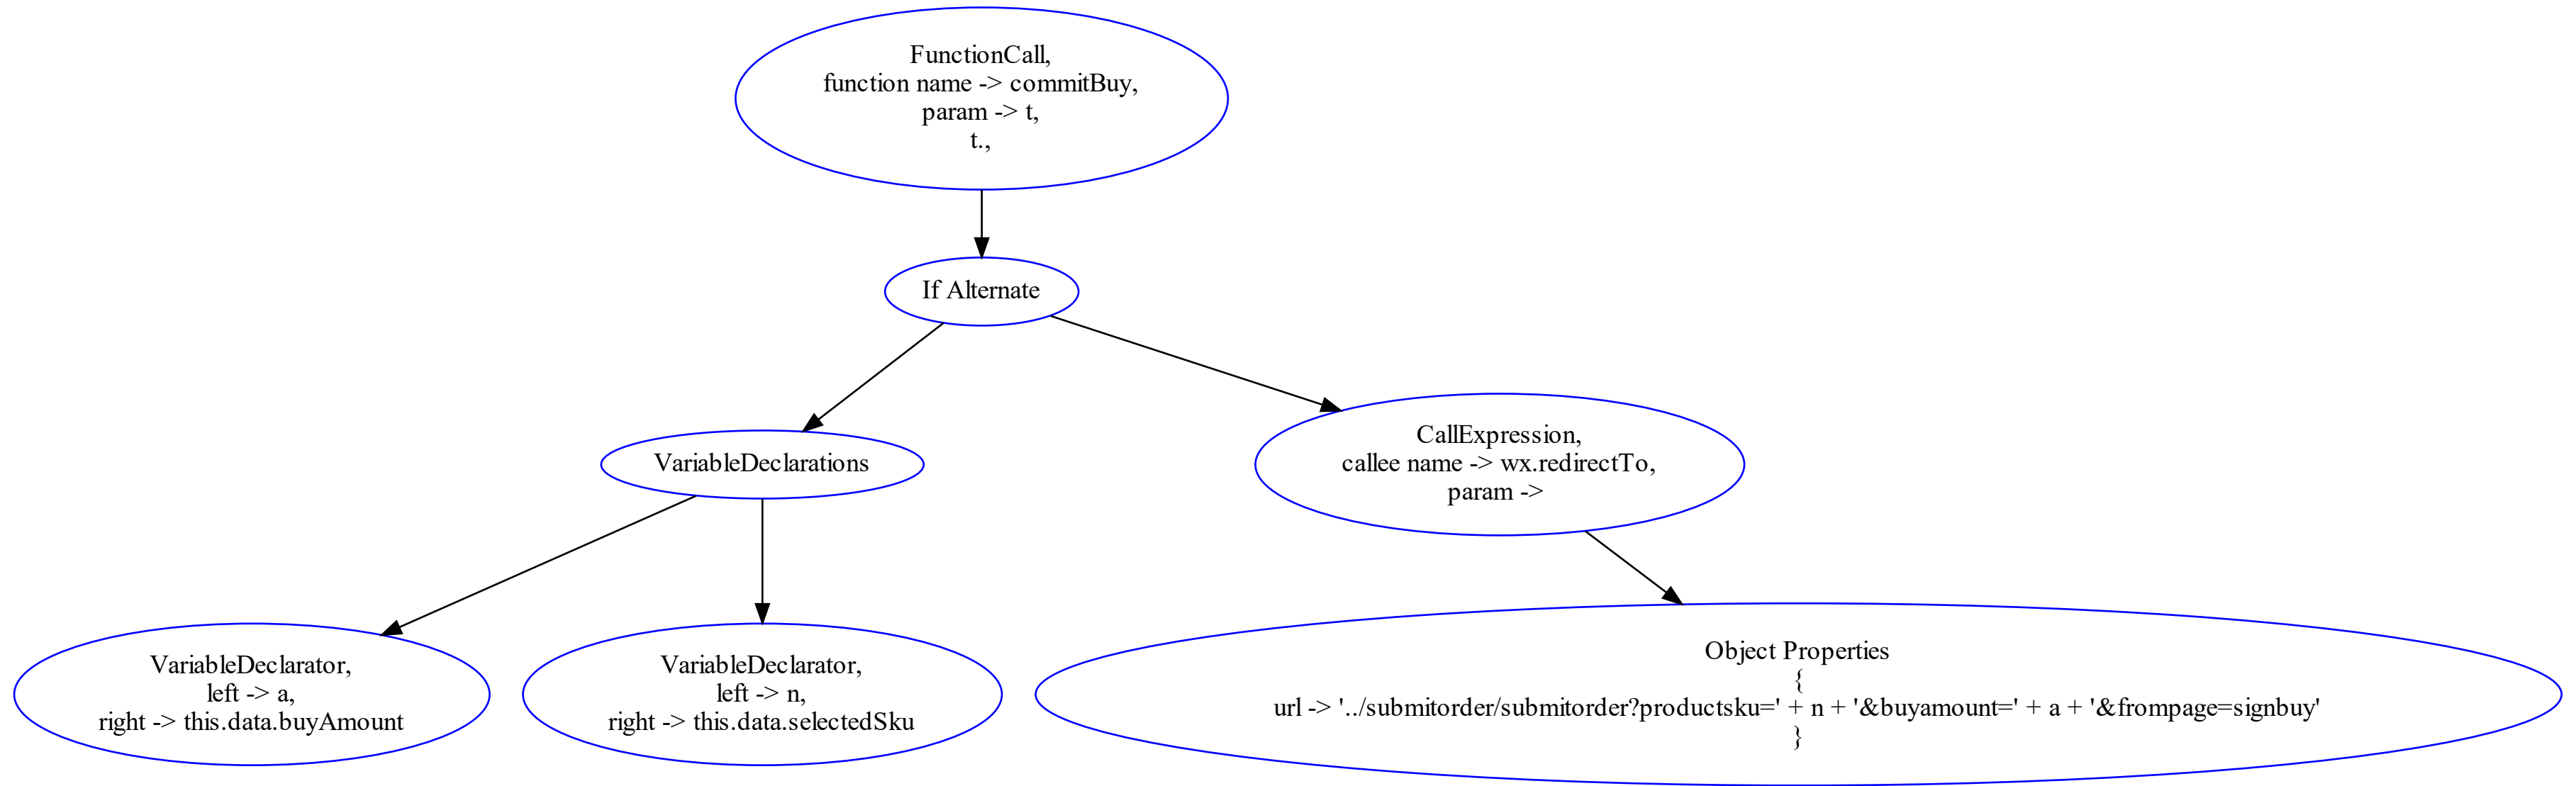 FunctionCall,
function name -> commitBuy,
param -> t,
t.,
If Alternate
VariableDeclarations
CallExpression,
callee name -> wx.redirectTo,
param ->
VariableDeclarator,
left -> a,
right -> this.data.buyAmount
VariableDeclarator,
left -> n,
right -> this.data.selectedSku
Object Properties
{
url -> '../submitorder/submitorder?productsku=' + n + '&buyamount=' + a + '&frompage=signbuy'
}